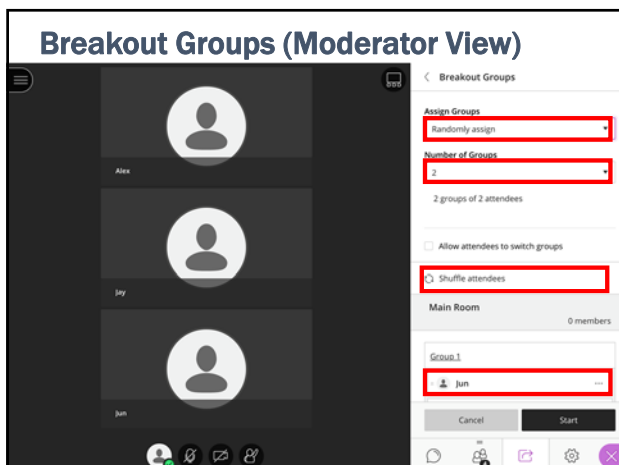 Breakout Groups (Moderator View)
Alex
Jay
Jun
Breakout Groups
Assign Groups
Randomly assign
Number of Groups
2
2 groups of 2 attendees
Allow attendees to switch groups
Shuffle attendees
Main Room
0 members
Group 1
Jun
Cancel
Start